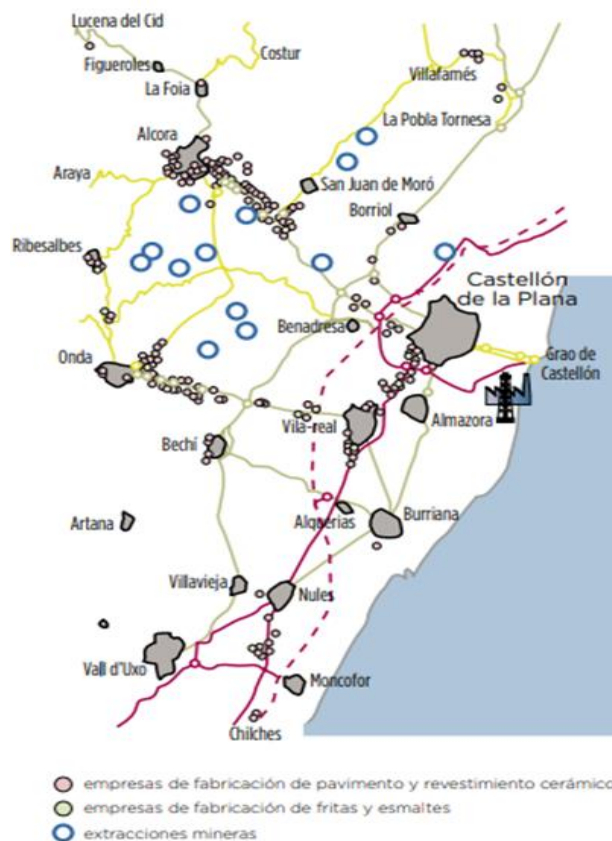 Lucena del Cid
Costur
Figueroles
La Foia
Villafamés
La Pobla Tornesa
Alcora
Araya
San Juan de Moró
Borriol
Ribesalbes
Castellón
de la Plana
Benadresa
Onda
Grao de
Castellón
Almazora
Vila-real
Bechí
Artana
Alquerias
Burriana
Villavieja
Nules
Vall d'Uxo
Moncofor
Chilches
empresas de fabricación de pavimento y revestimiento cerámico
empresas de fabricación de fritas y esmaltes
extracciones mineras